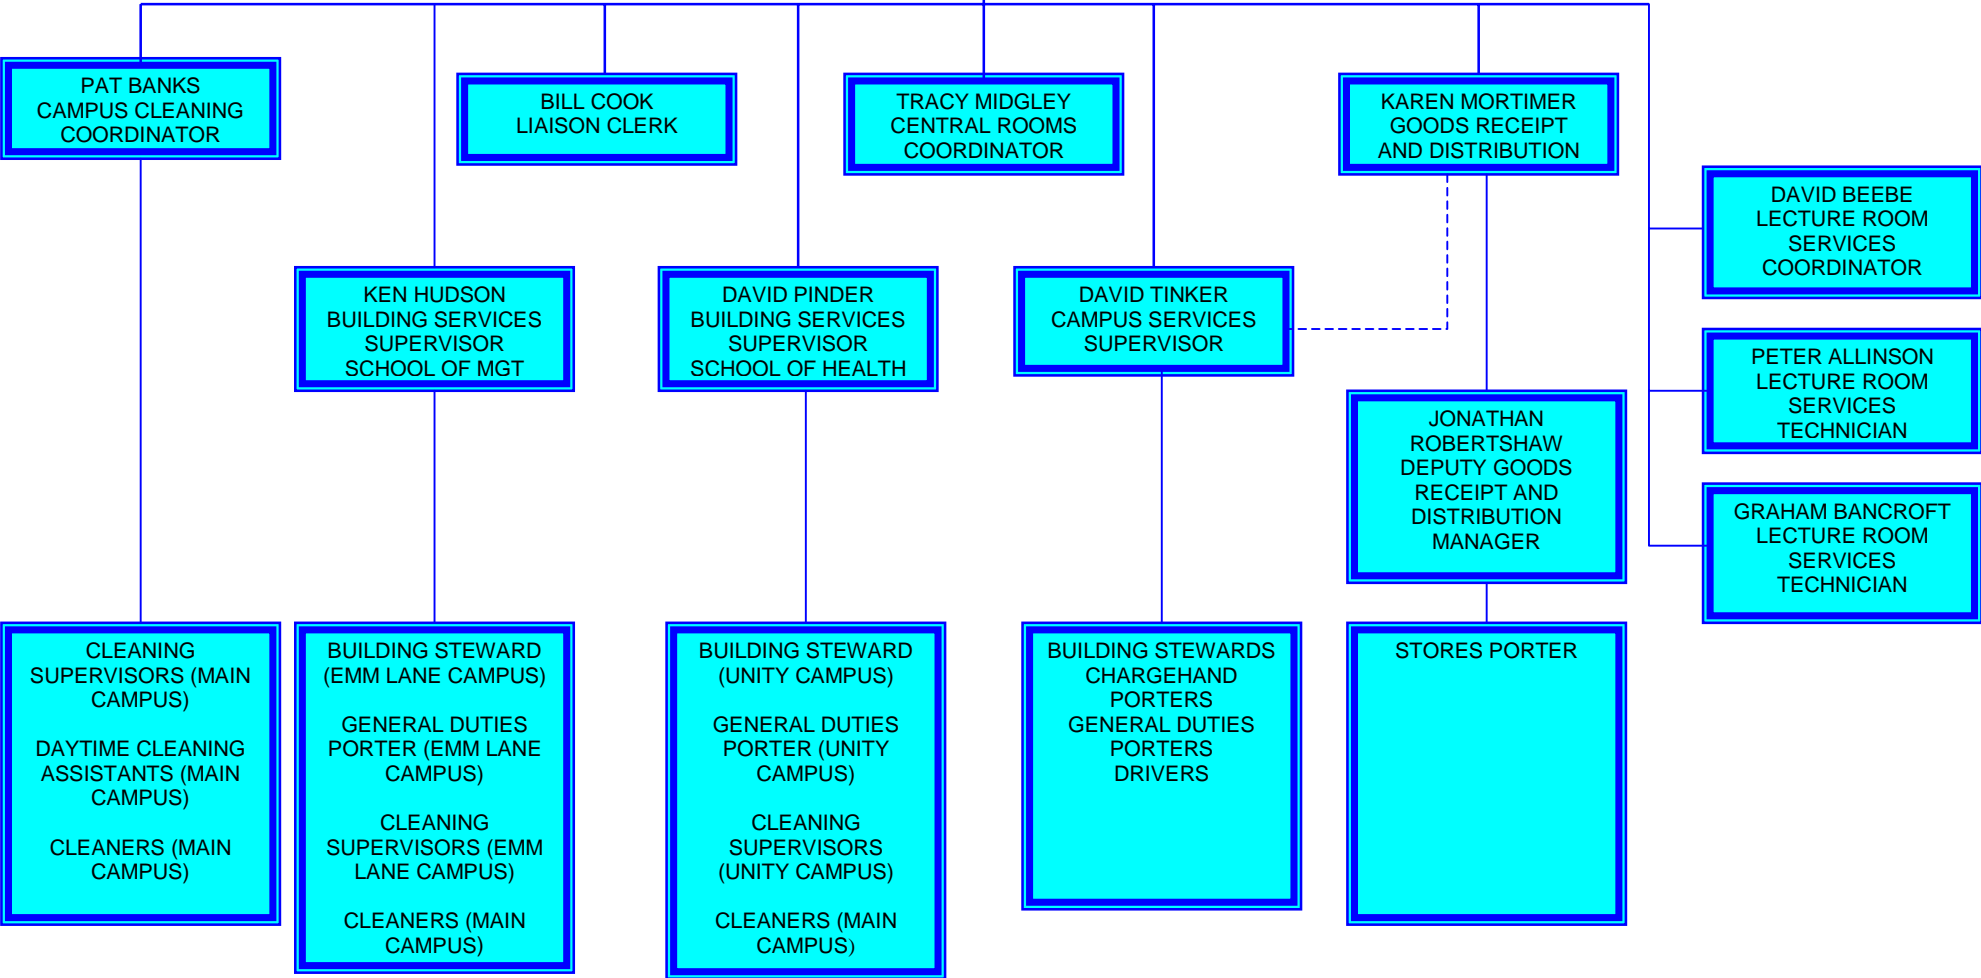 PAT BANKS
CAMPUS CLEANING
COORDINATOR
BILL COOK
LIAISON CLERK
TRACY MIDGLEY
CENTRAL ROOMS
COORDINATOR
KAREN MORTIMER
GOODS RECEIPT
AND DISTRIBUTION
DAVID BEEBE
LECTURE ROOM
SERVICES
COORDINATOR
KEN HUDSON
BUILDING SERVICES
SUPERVISOR
SCHOOL OF MGT
DAVID PINDER
BUILDING SERVICES
SUPERVISOR
SCHOOL OF HEALTH
DAVID TINKER
CAMPUS SERVICES
SUPERVISOR
PETER ALLINSON
LECTURE ROOM
SERVICES
TECHNICIAN
JONATHAN
ROBERTSHAW
DEPUTY GOODS
RECEIPT AND
DISTRIBUTION
MANAGER
GRAHAM BANCROFT
LECTURE ROOM
SERVICES
TECHNICIAN
CLEANING
SUPERVISORS (MAIN
CAMPUS)
DAYTIME CLEANING
ASSISTANTS (MAIN
CAMPUS)
CLEANERS (MAIN
CAMPUS)
BUILDING STEWARD
(EMM LANE CAMPUS)
GENERAL DUTIES
PORTER (EMM LANE
CAMPUS)
CLEANING
SUPERVISORS (EMM
LANE CAMPUS)
CLEANERS (MAIN
CAMPUS)
BUILDING STEWARD
(UNITY CAMPUS)
GENERAL DUTIES
PORTER (UNITY
CAMPUS)
CLEANING
SUPERVISORS
(UNITY CAMPUS)
CLEANERS (MAIN
CAMPUS)
BUILDING STEWARDS
CHARGEHAND
PORTERS
GENERAL DUTIES
PORTERS
DRIVERS
STORES PORTER